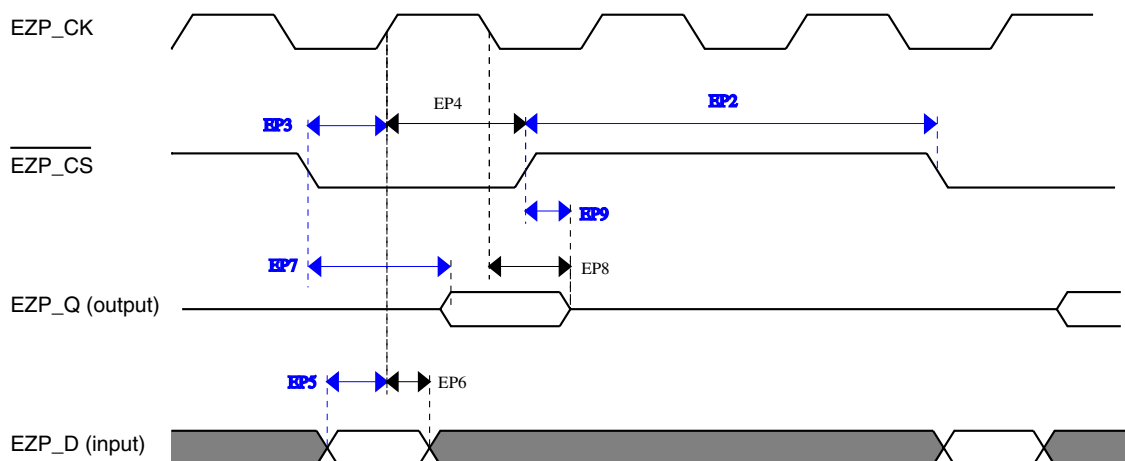 EZP_CK
EP4
EP2
EP3
EZP_CS
EP9
EP7
EP8
EZP_Q (output)
EP5
EP6
EZP_D (input)